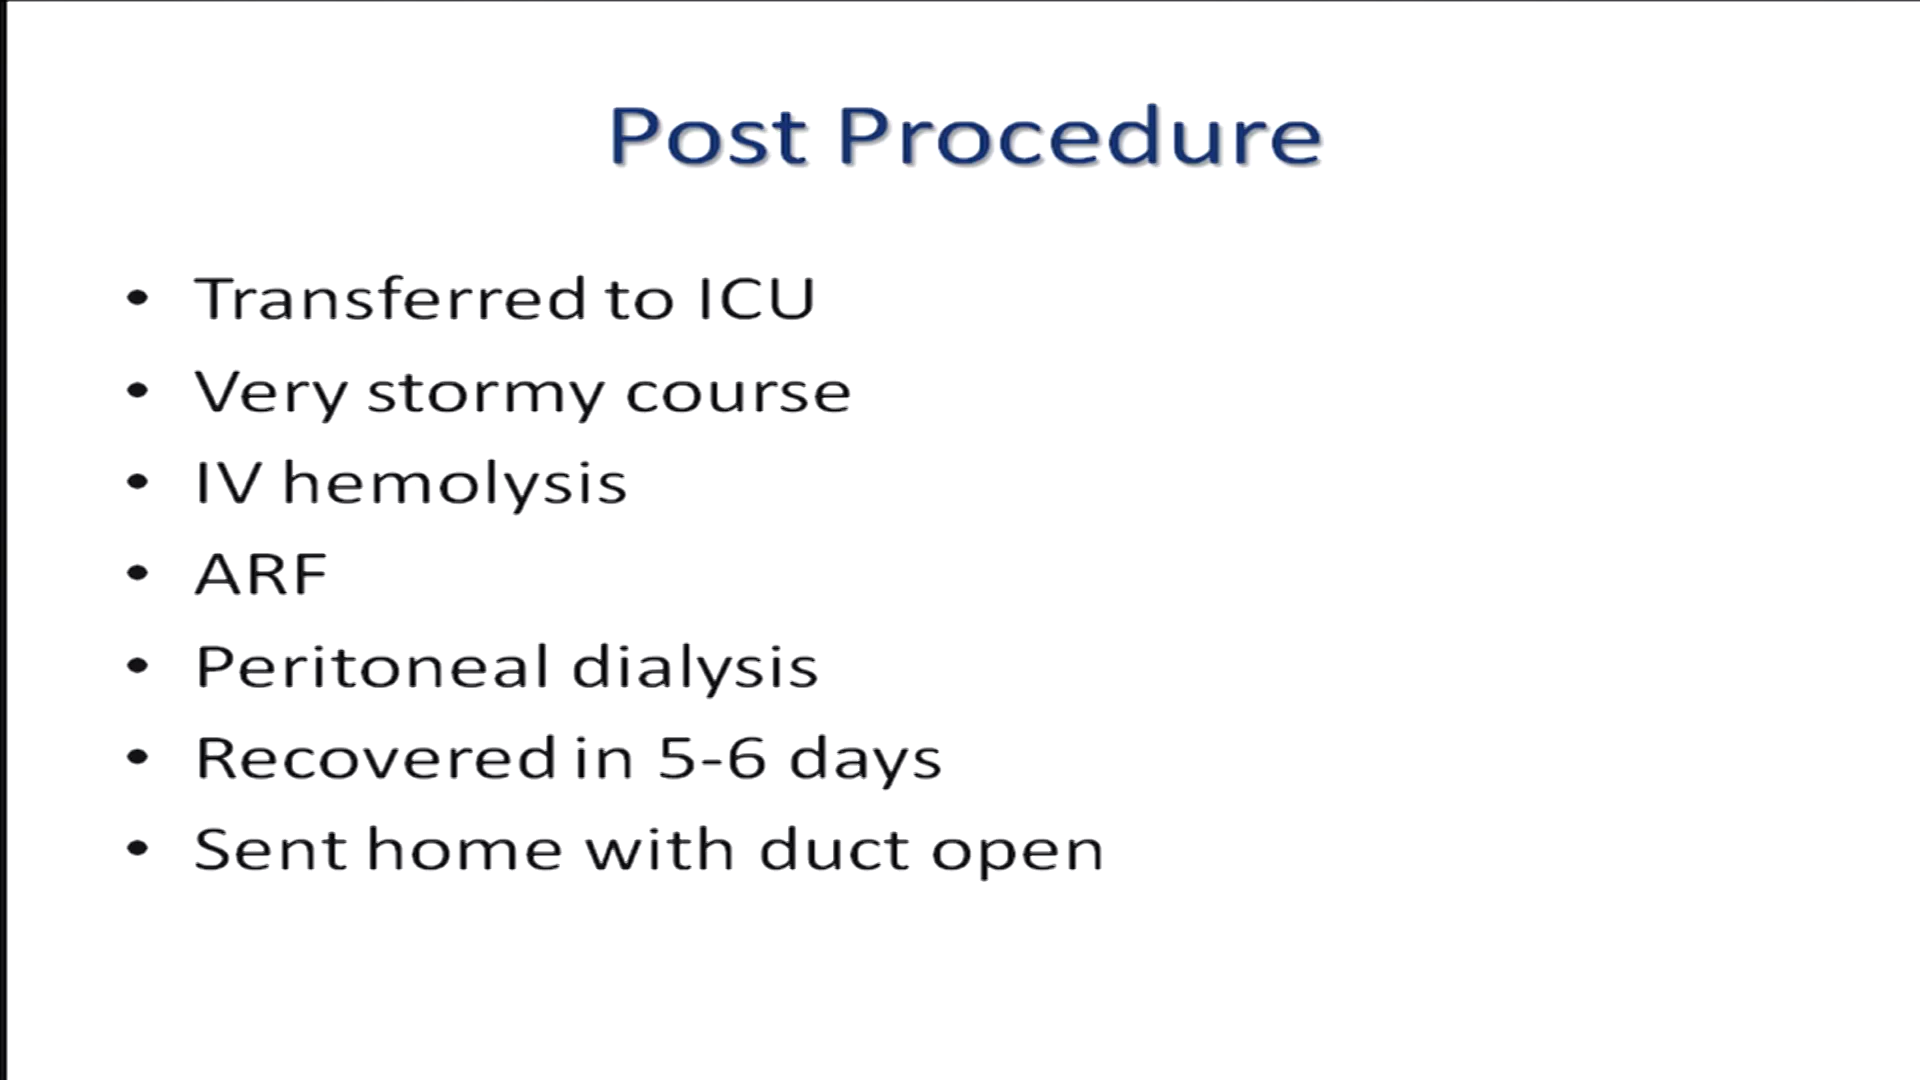 Post Procedure
• Transferred to ICU
• Very stormy course
• IV hemolysis
• ARF
• Peritoneal dialysis
• Recovered in 5-6 days
• Sent home with duct open